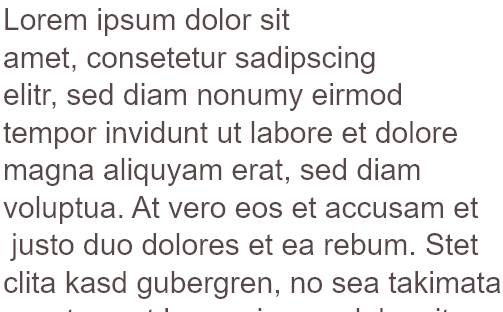 Lorem ipsum dolor sit
amet, consetetur sadipscing
elitr, sed diam nonumy eirmod
tempor invidunt ut labore et dolore
magna aliquyam erat, sed diam
voluptua. At vero eos et accusam et
justo duo dolores et ea rebum. Stet
clita kasd gubergren, no sea takimata